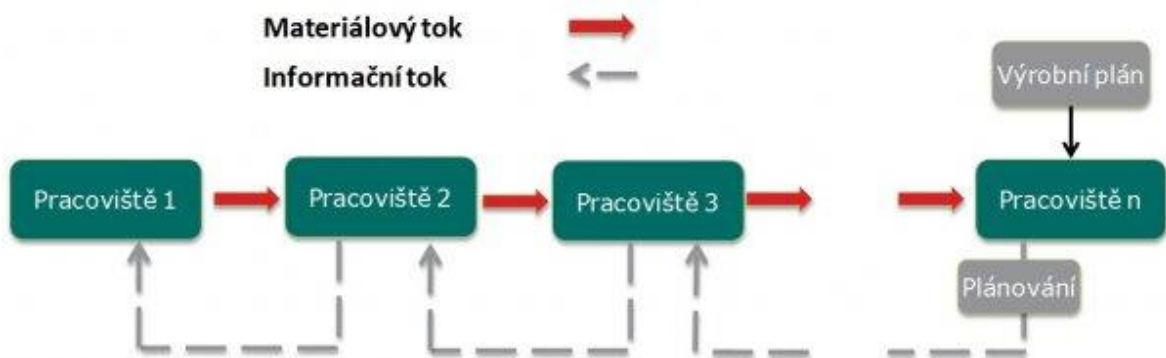 Materiálový tok
Informační tok
Výrobní plán
Pracoviště 1
Pracoviště 2
Pracoviště 3
Pracoviště n
Plánování